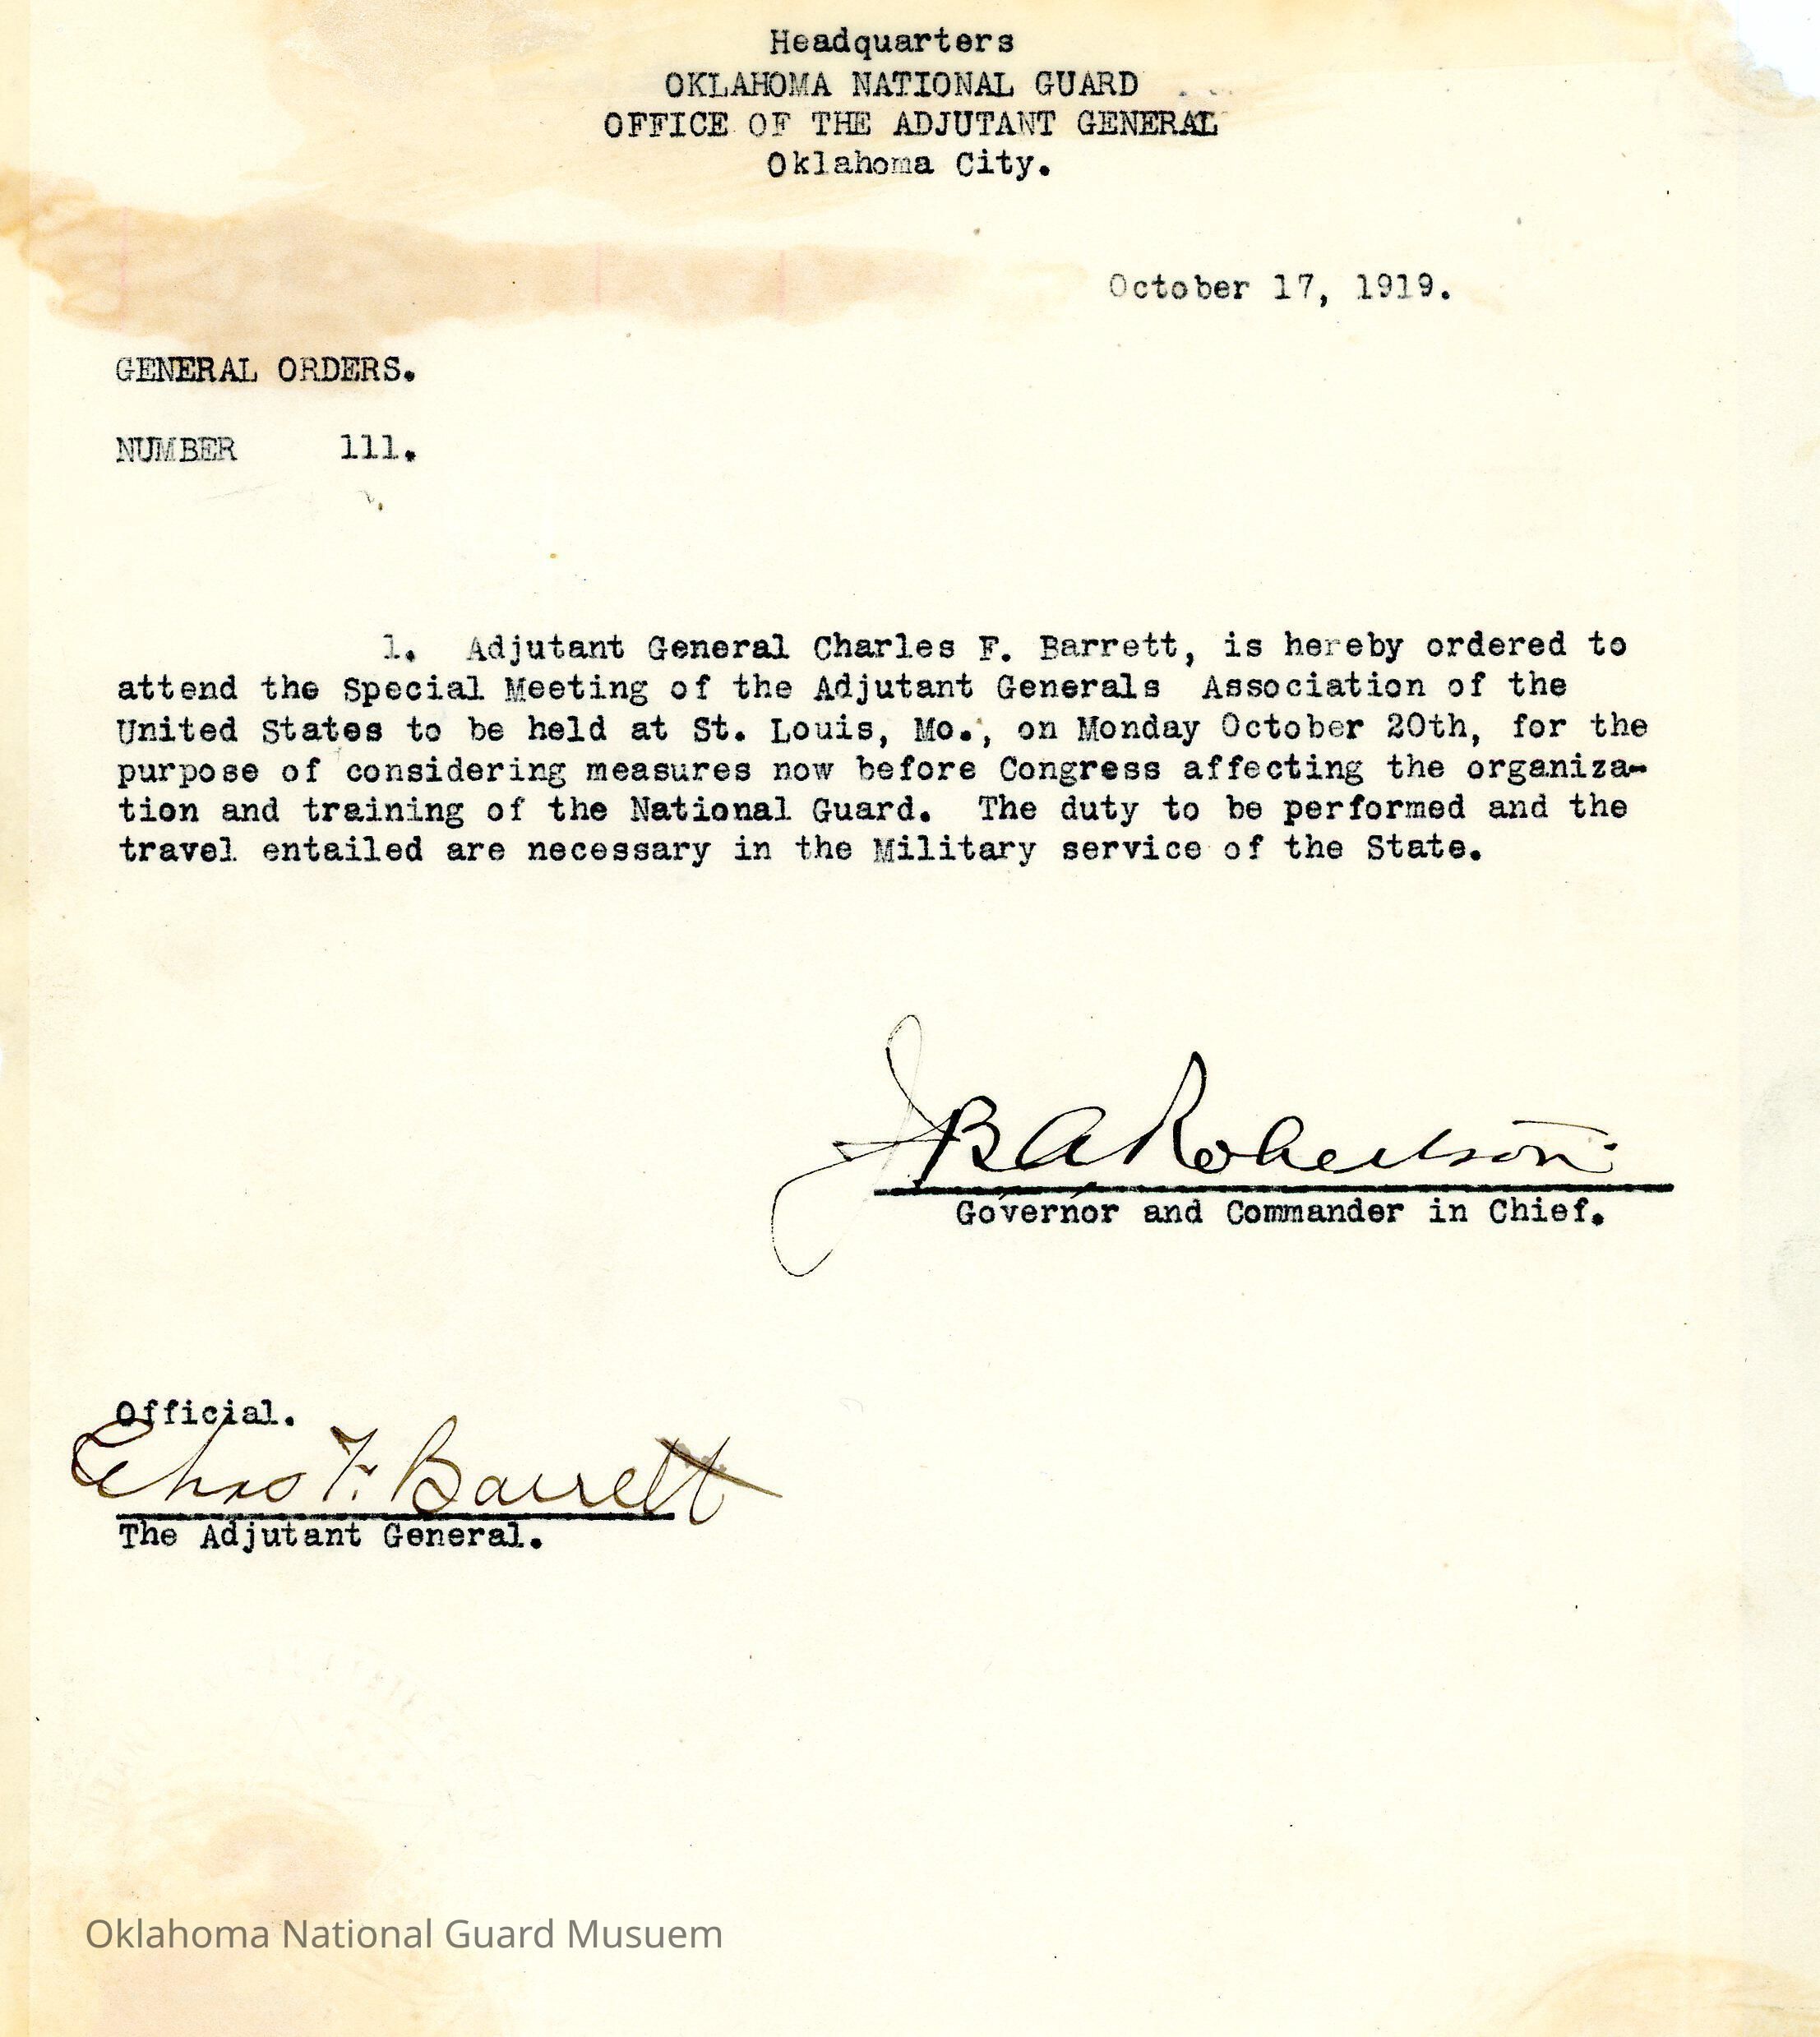 Headquarters
OKLAHOMA NATIONAL GUARD
OFFICE OF THE ADJUTANT GENERAL
Oklahoma City.
October 17, 1919.
GENERAL ORDERS.
NUMBER 111.
1. Adjutant General Charles F. Barrett, is hereby ordered to
attend the Special Meeting of the Adjutant Generals Association of the
United States to be held at St. Louis, Mo., on Monday October 20th, for the
purpose of considering measures now before Congress affecting the organiza-
tion and training of the National Guard. The duty to be performed and the
travel entailed are necessary in the Military service of the State.
J B A Robertson
Governor and Commander in Chief.
Official.
Chas F. Barrett
The Adjutant General.
Oklahoma National Guard Musuem